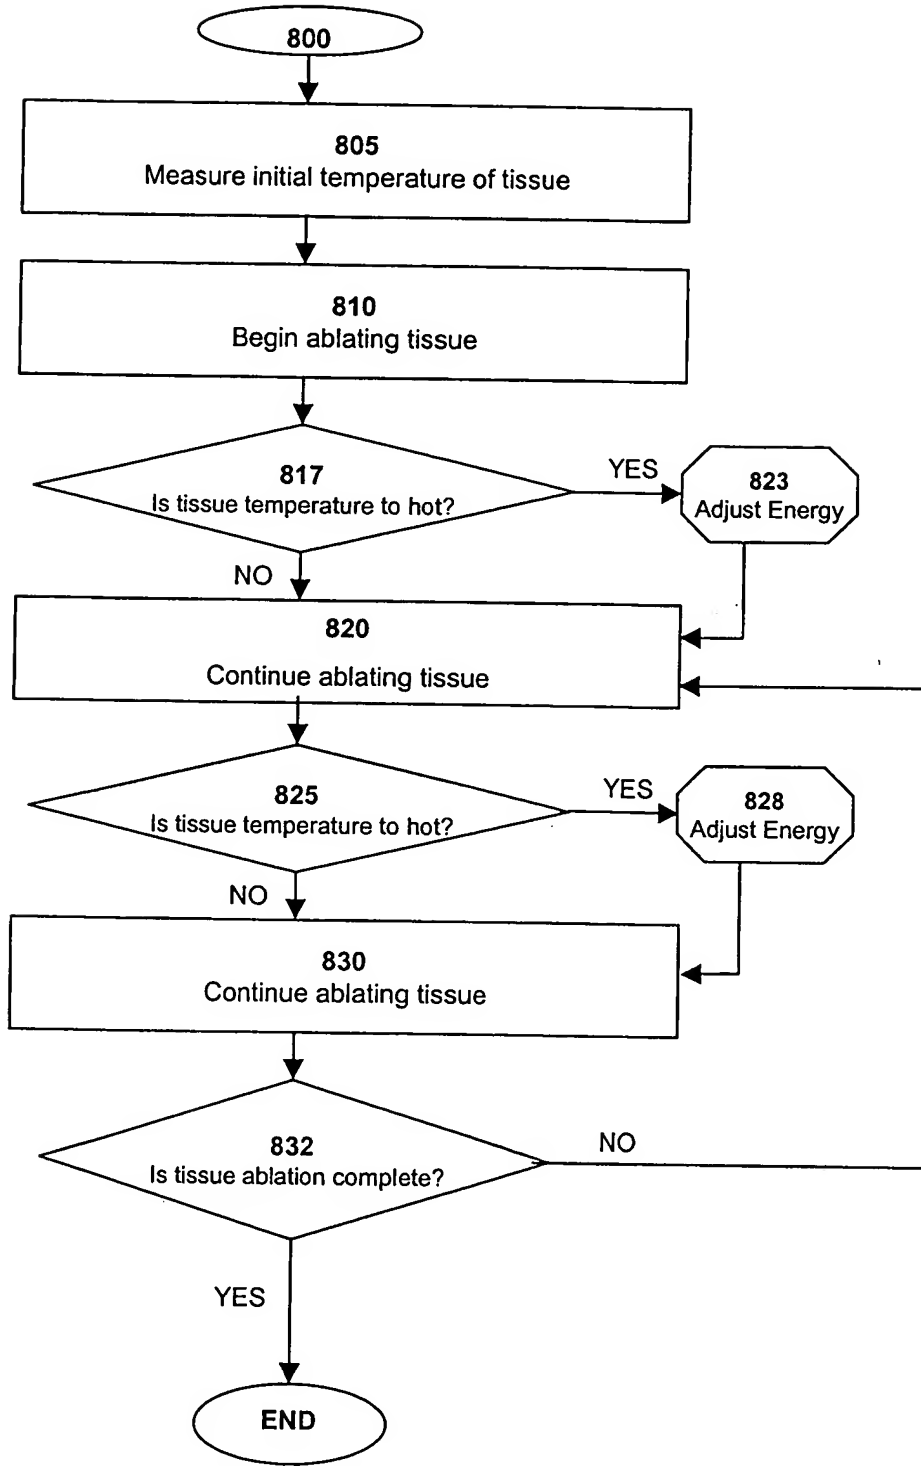 800
805
Measure initial temperature of tissue
810
Begin ablating tissue
817
Is tissue temperature to hot?
YES
823
Adjust Energy
NO
820
Continue ablating tissue
825
Is tissue temperature to hot?
YES
828
Adjust Energy
NO
830
Continue ablating tissue
832
Is tissue ablation complete?
NO
YES
END